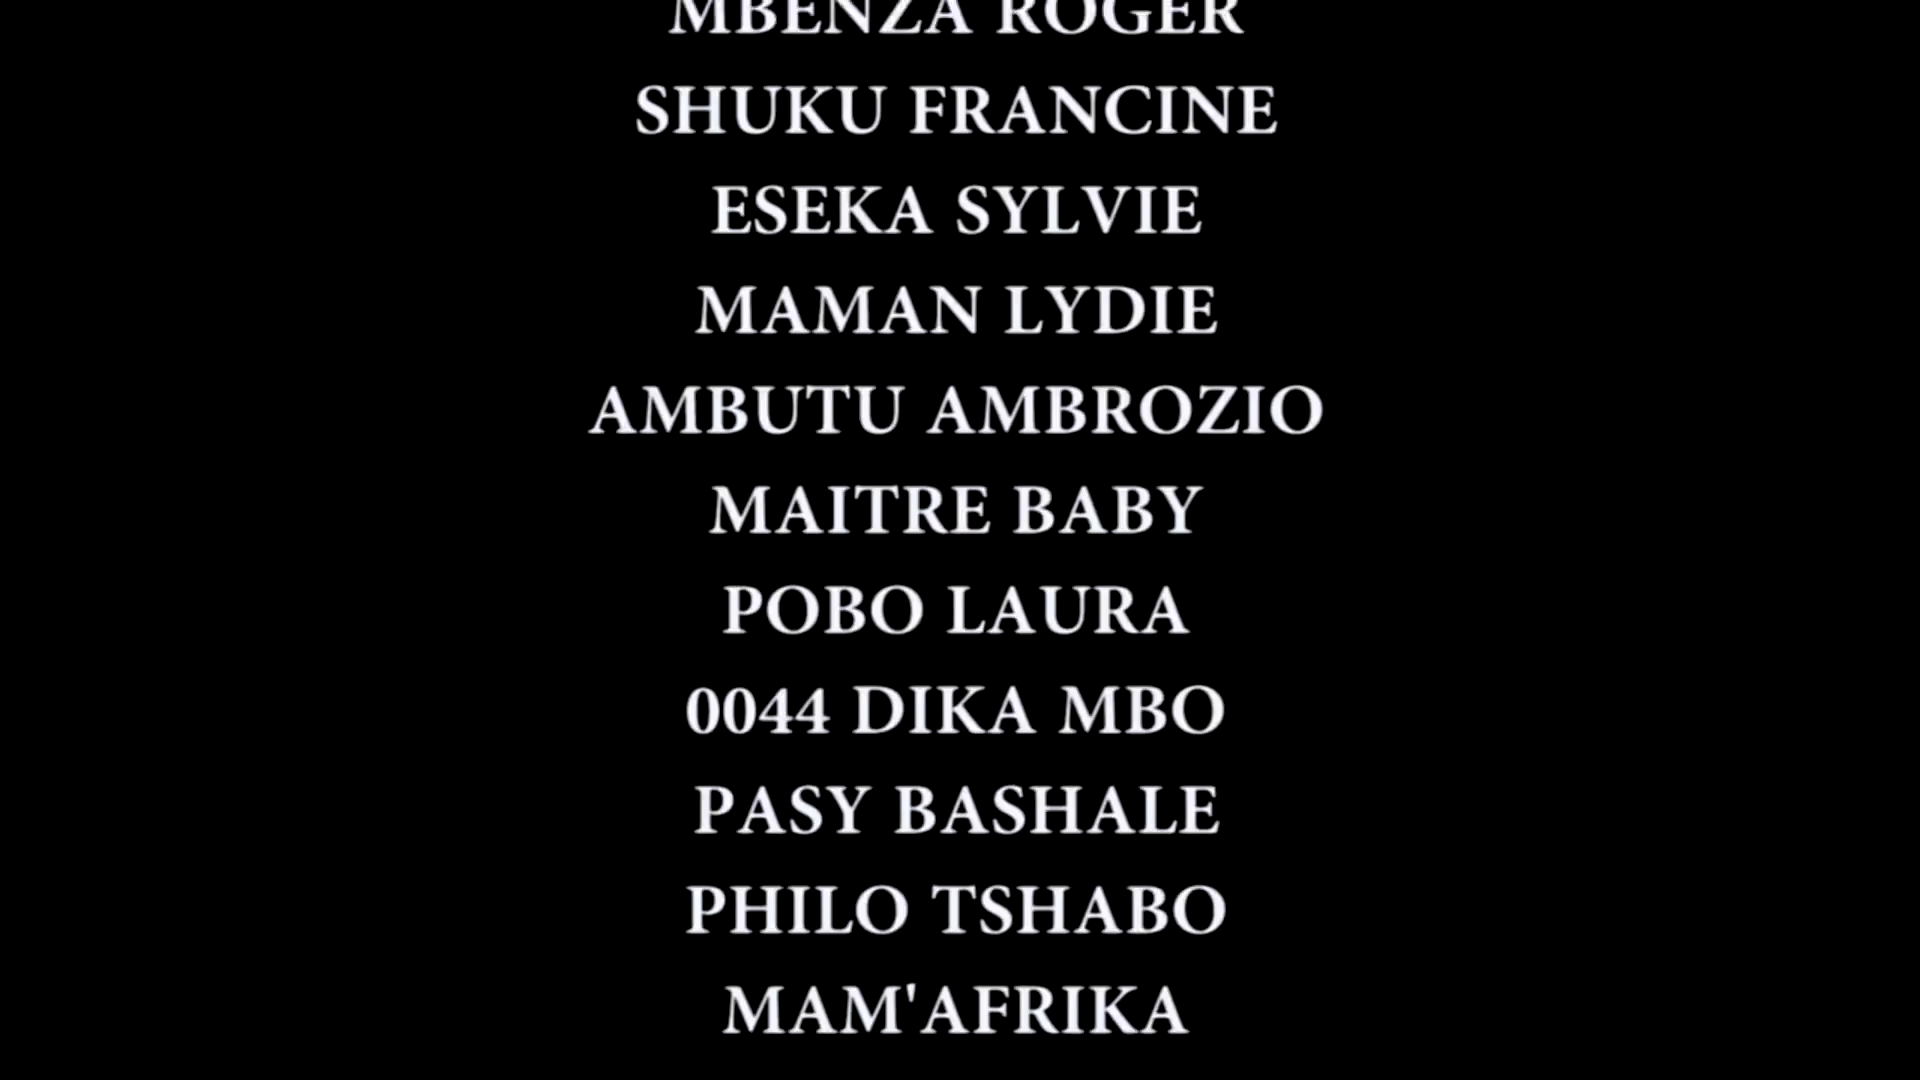 MBENZA ROGER
SHUKU FRANCINE
ESEKA SYLVIE
MAMAN LYDIE
AMBUTU AMBROZIO
MAITRE BABY
POBO LAURA
0044 DIKA MBO
PASY BASHALE
PHILO TSHABO
MAM'AFRIKA